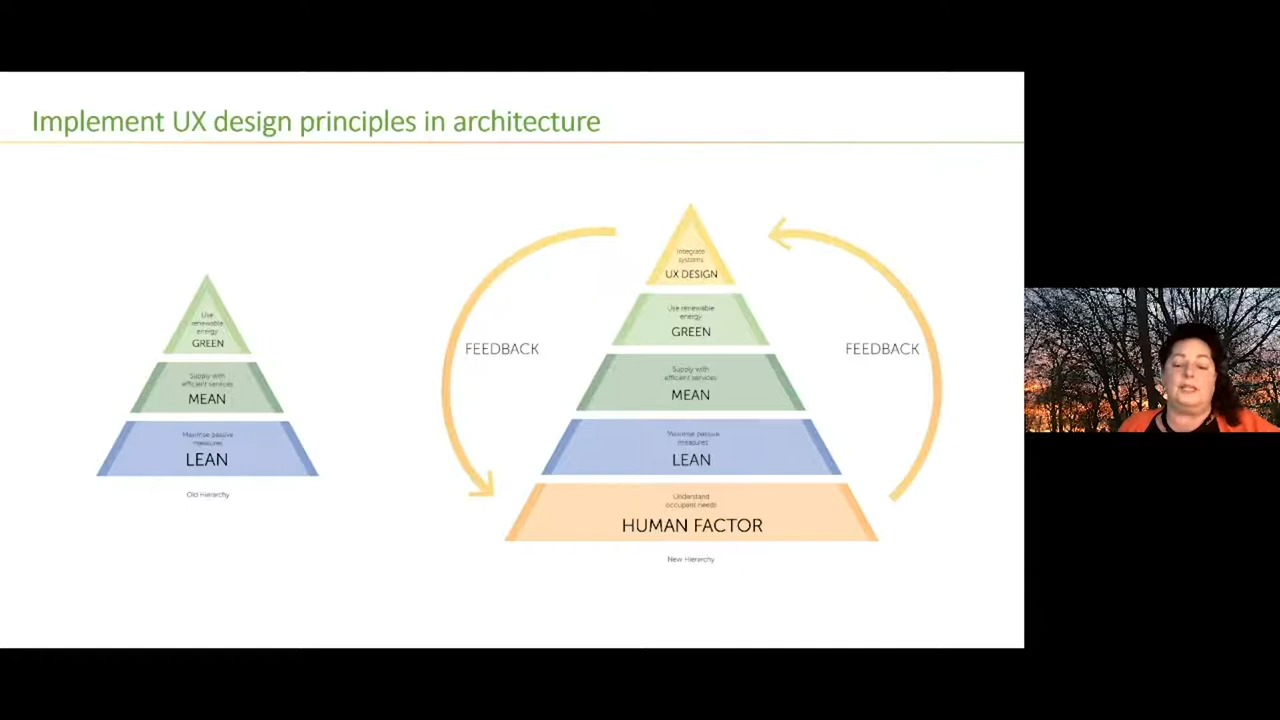 Implement UX design principles in architecture
Use
renewable
energy
GREEN
Supply with
efficient services
MEAN
Maximise passive
measures
LEAN
Old Hierarchy
Integrate
systems
UX DESIGN
Use renewable
energy
GREEN
Supply with
efficient services
MEAN
Maximise passive
measures
LEAN
Understand
occupant needs
HUMAN FACTOR
New Hierarchy
FEEDBACK
FEEDBACK